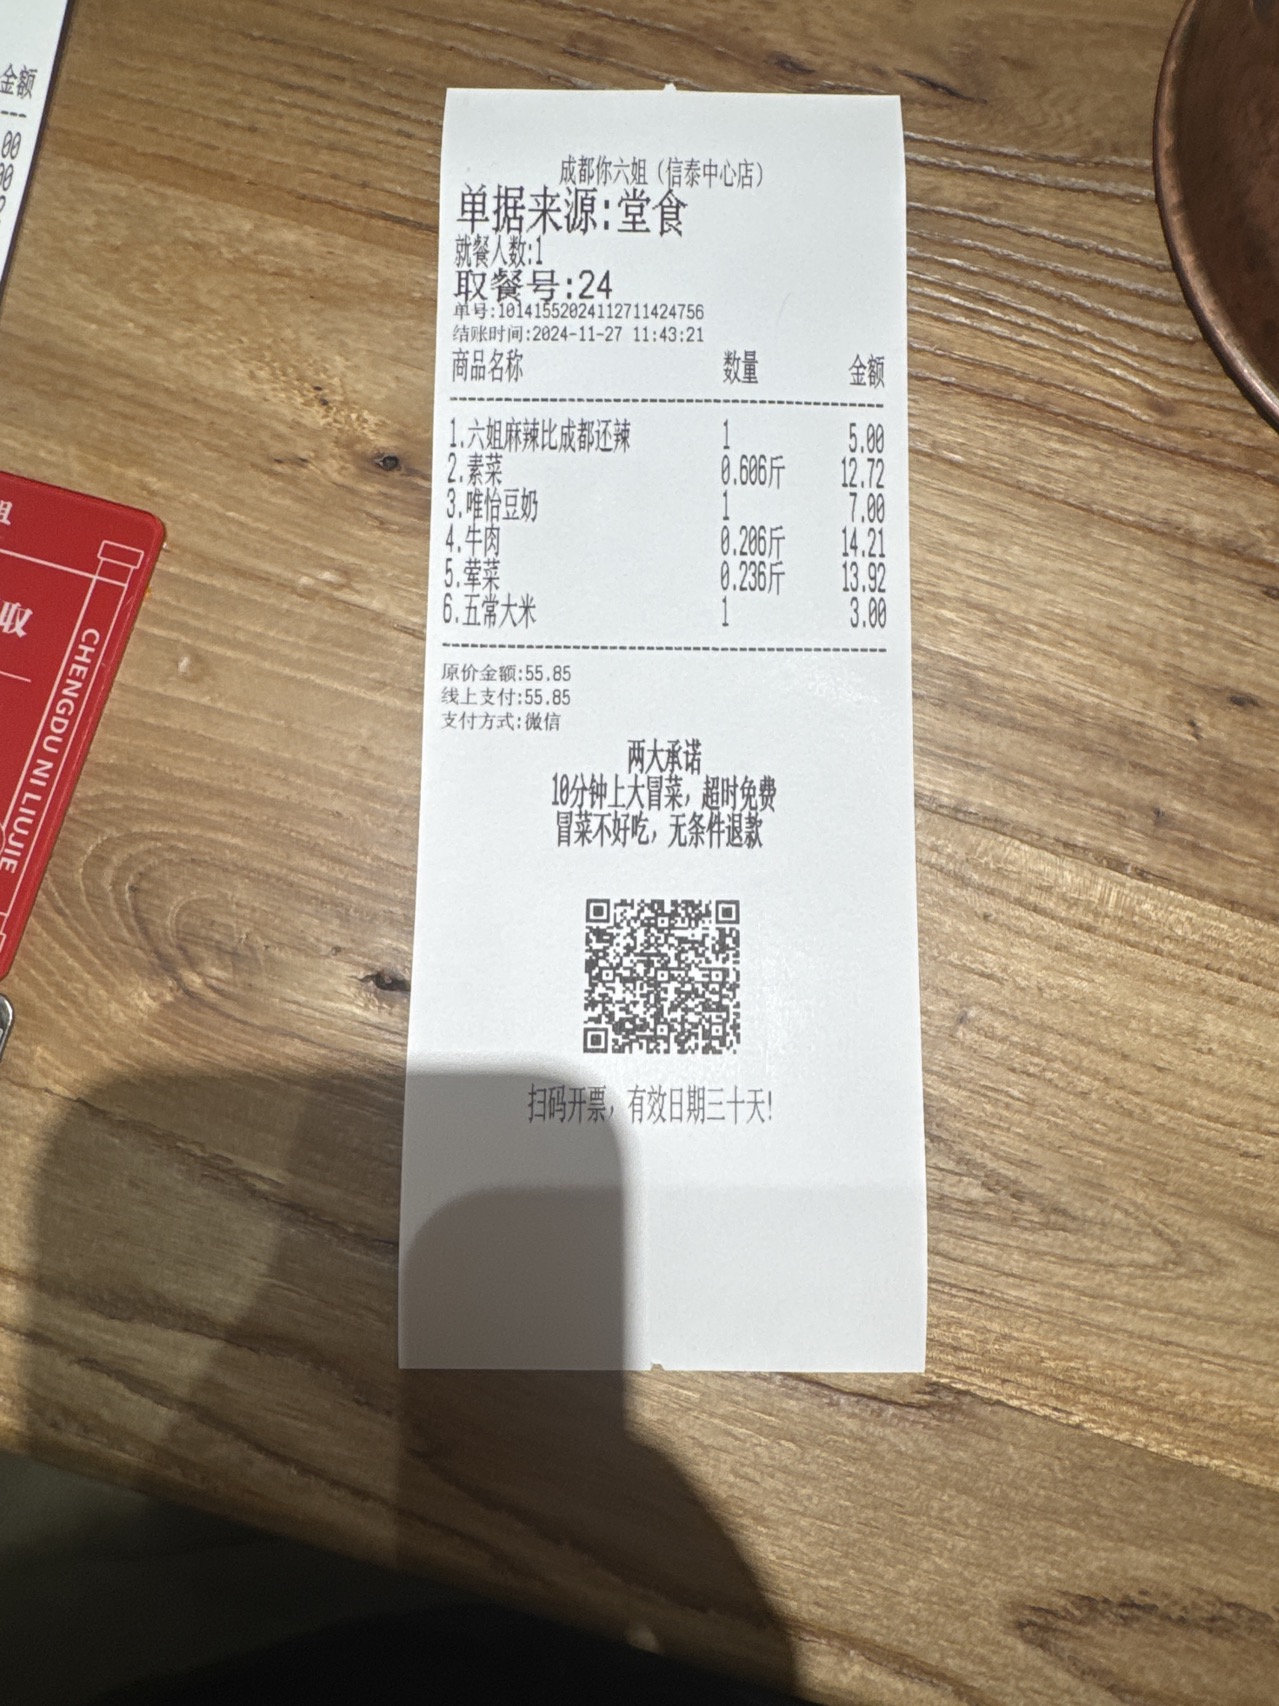 金额
00
00
2
成都你六姐（信泰中心店）
单据来源:堂食
就餐人数:1
取餐号:24
单号:10141552024112711424756
结账时间:2024-11-27 11:43:21
商品名称 数量 金额
1.六姐麻辣比成都还辣 1 5.00
2.素菜 0.606斤 12.72
3.唯怡豆奶 1 7.00
4.牛肉 0.206斤 14.21
5.荤菜 0.236斤 13.92
6.五常大米 1 3.00
原价金额:55.85
线上支付:55.85
支付方式:微信
两大承诺
10分钟上大冒菜，超时免费
冒菜不好吃，无条件退款
扫码开票，有效日期三十天!
姐
取
CHENGDU NI LIUJIE